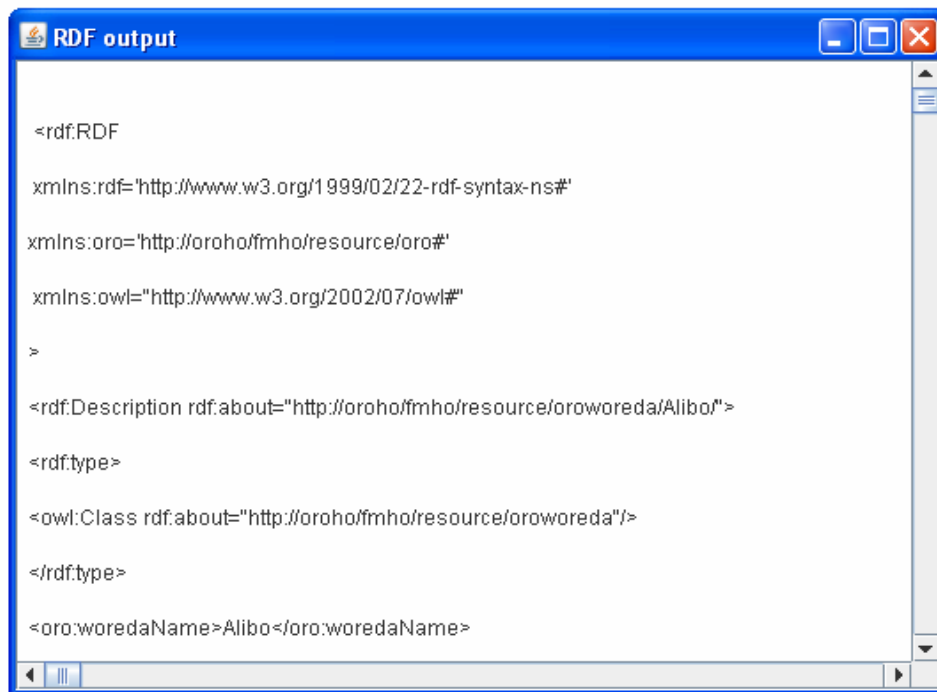 RDF output
<rdf:RDF
xmlns:rdf='http://www.w3.org/1999/02/22-rdf-syntax-ns#'
xmlns:oro='http://oroho/fmho/resource/oro#'
xmlns:owl="http://www.w3.org/2002/07/owl#"
>
<rdf:Description rdf:about="http://oroho/fmho/resource/oroworeda/Alibo/">
<rdf:type>
<owl:Class rdf:about="http://oroho/fmho/resource/oroworeda"/>
</rdf:type>
<oro:woredaName>Alibo</oro:woredaName>